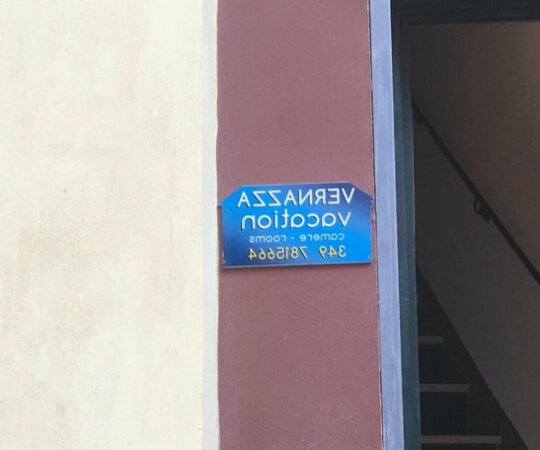 VERNAZZA
vacation
camere - rooms
349 7815664